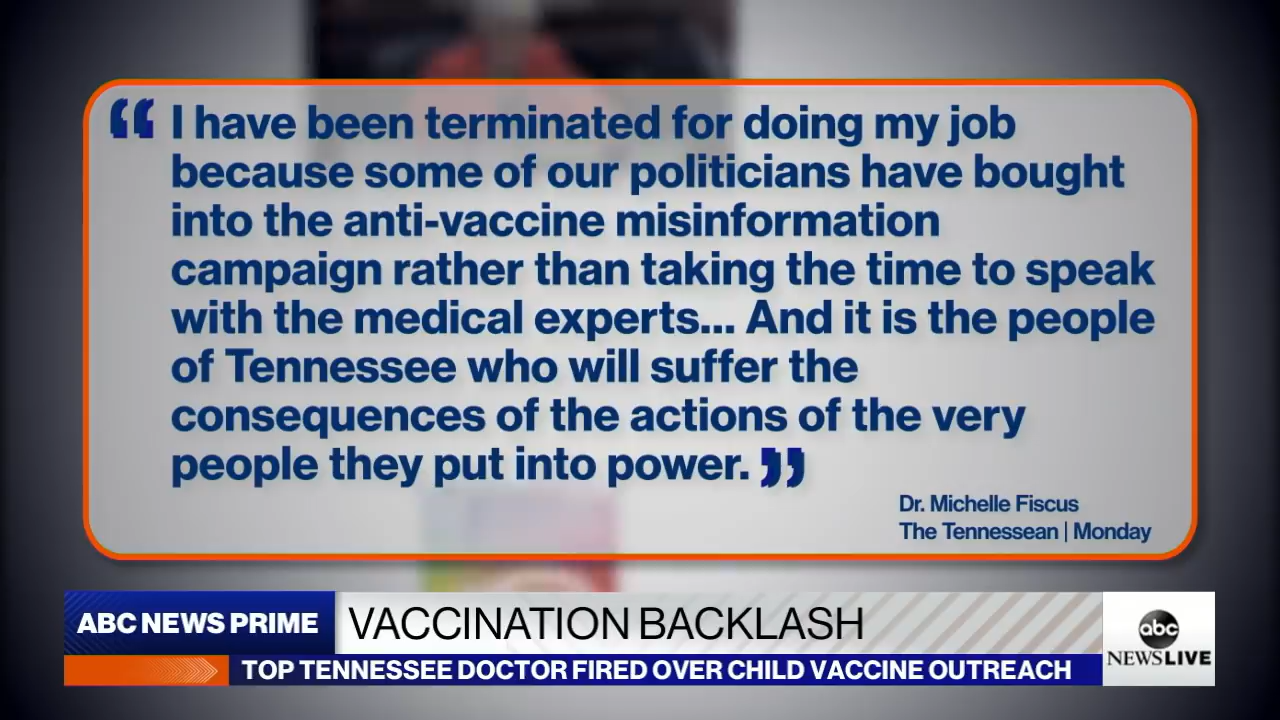 “ I have been terminated for doing my job
because some of our politicians have bought
into the anti-vaccine misinformation
campaign rather than taking the time to speak
with the medical experts... And it is the people
of Tennessee who will suffer the
consequences of the actions of the very
people they put into power. ”
Dr. Michelle Fiscus
The Tennessean | Monday
ABC NEWS PRIME
VACCINATION BACKLASH
TOP TENNESSEE DOCTOR FIRED OVER CHILD VACCINE OUTREACH
abc
NEWSLIVE